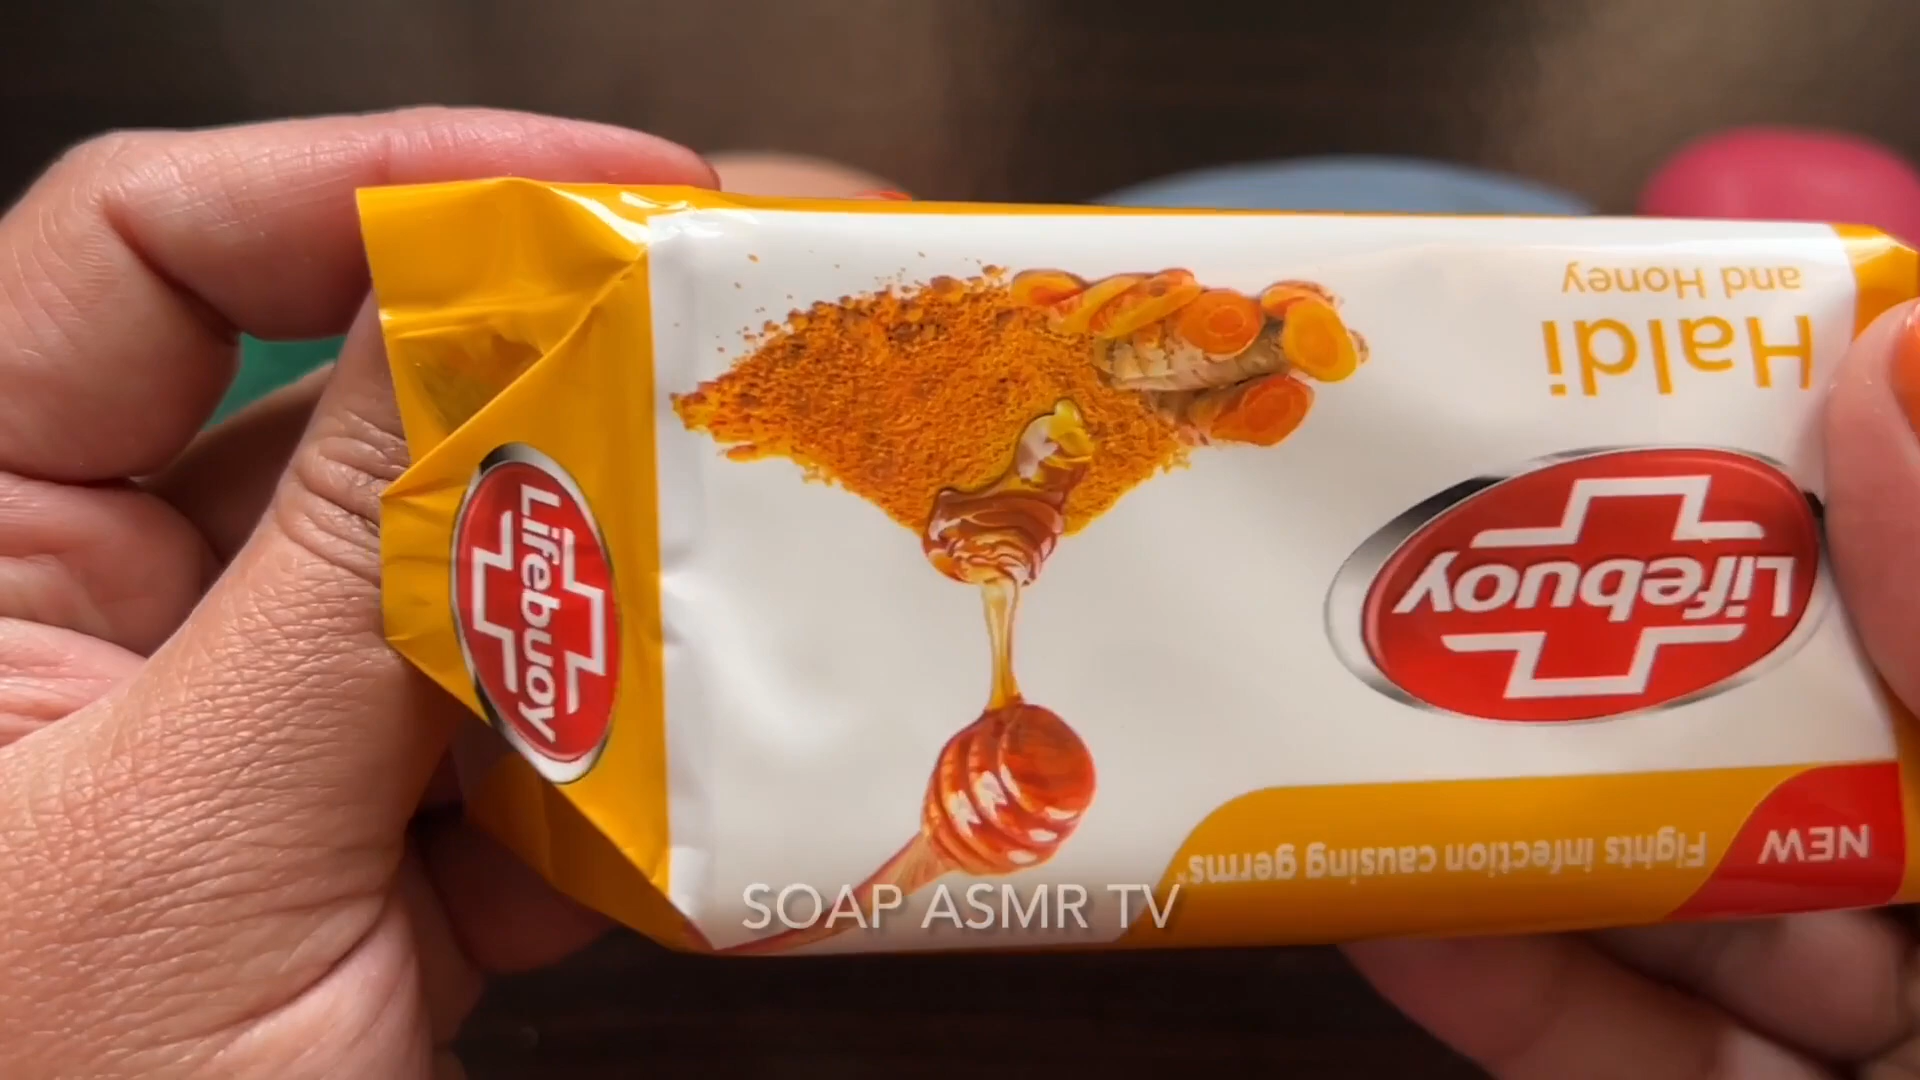 Lifebuoy
NEW
Fights infection causing germs*
Lifebuoy
Haldi
and Honey
SOAP ASMR TV